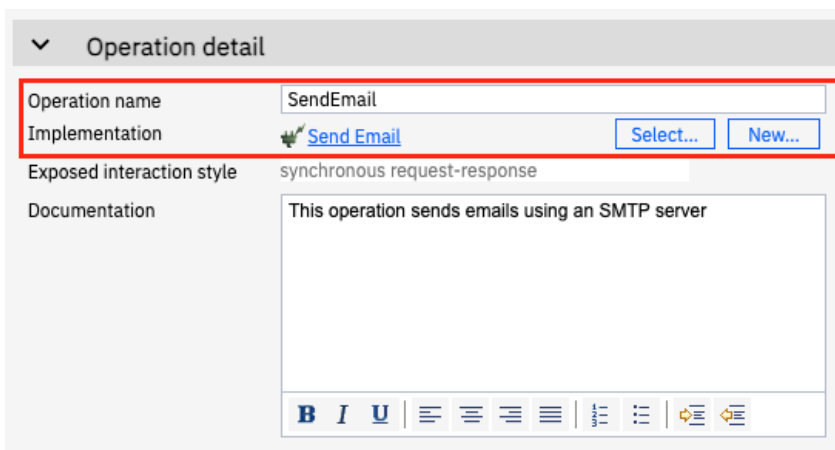 Operation detail
Operation name SendEmail
Implementation Send Email Select... New...
Exposed interaction style synchronous request-response
Documentation This operation sends emails using an SMTP server
B I U